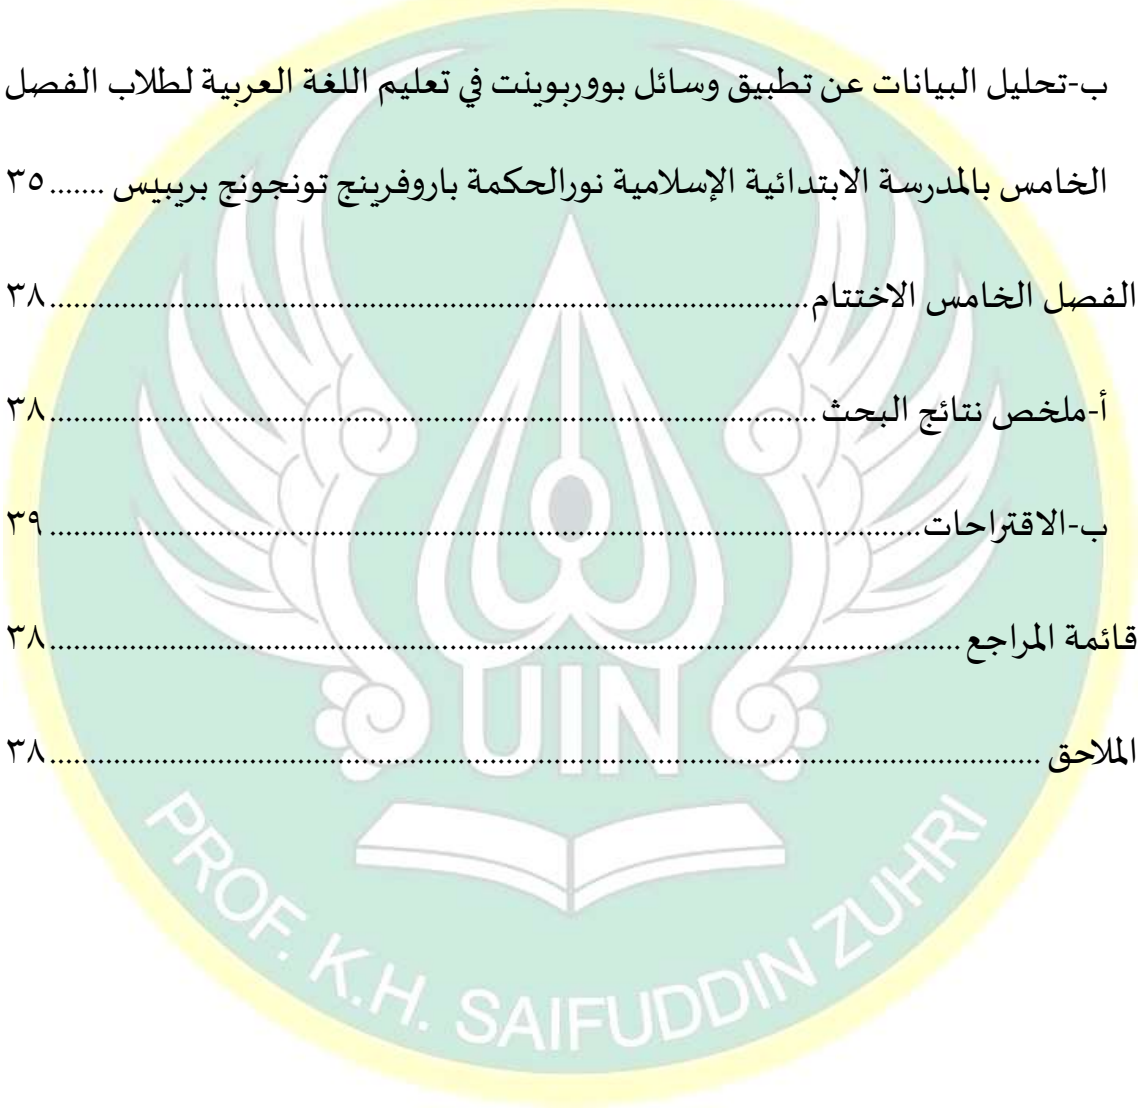 ب-تحليل البيانات عن تطبيق وسائل بووربوينت في تعليم اللغة العربية لطلاب الفصل
الخامس بالمدرسة الابتدائية الإسلامية نورالحكمة باروفرينج تونجونج بريبيس ....... ٣٥
الفصل الخامس الاختتام............................................................................................... ٣٨
أ-ملخص نتائج البحث ................................................................................................ ٣٨
ب-الاقتراحات............................................................................................................. ٣٩
قائمة المراجع .................................................................................................................. ٣٨
الملاحق ............................................................................................................................ ٣٨
UIN
PROF. K.H. SAIFUDDIN ZUHRI